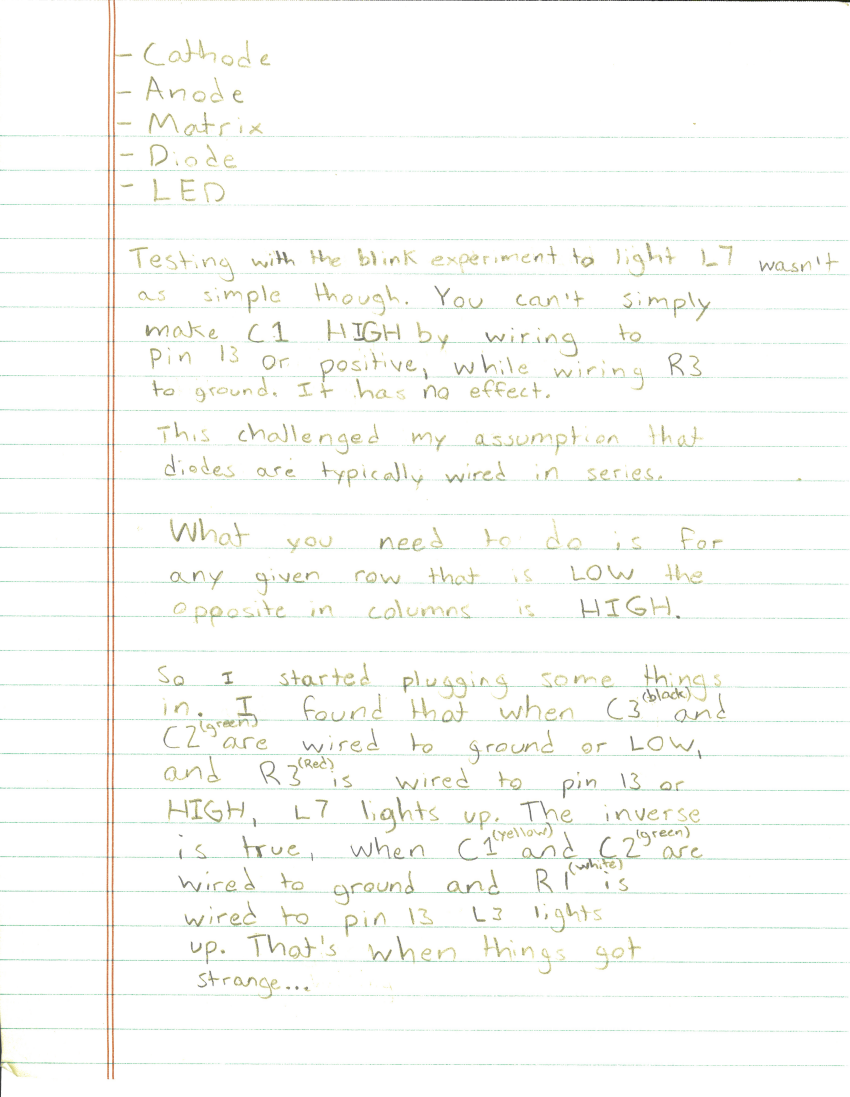 - Cathode
- Anode
- Matrix
- Diode
- LED
Testing with the blink experiment to light L7 wasn't
as simple though. You can't simply
make C1 HIGH by wiring to
pin 13 or positive, while wiring R3
to ground. It has no effect.
This challenged my assumption that
diodes are typically wired in series.
What you need to do is for
any given row that is LOW the
opposite in columns is HIGH.
So I started plugging some things
in. I found that when C3 (black) and
C2 (green) are wired to ground or LOW,
and R3 (Red) is wired to pin 13 or
HIGH, L7 lights up. The inverse
is true, when C1 (yellow) and C2 (green) are
wired to ground and R1 (white) is
wired to pin 13 L3 lights
up. That's when things got
strange...